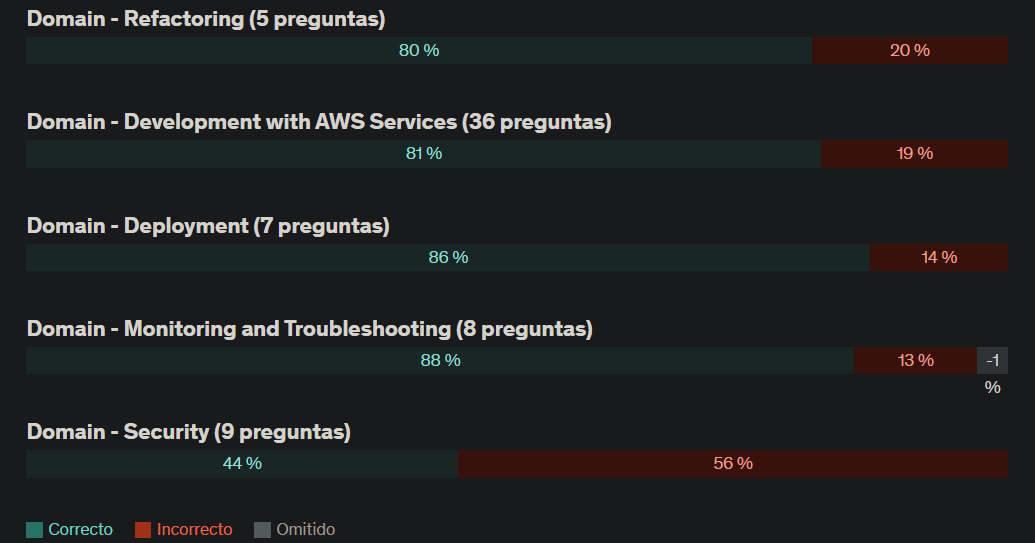 Domain - Refactoring (5 preguntas)
80 %
20 %
Domain - Development with AWS Services (36 preguntas)
81 %
19 %
Domain - Deployment (7 preguntas)
86 %
14 %
Domain - Monitoring and Troubleshooting (8 preguntas)
88 %
13 %
-1
%
Domain - Security (9 preguntas)
44 %
56 %
Correcto
Incorrecto
Omitido